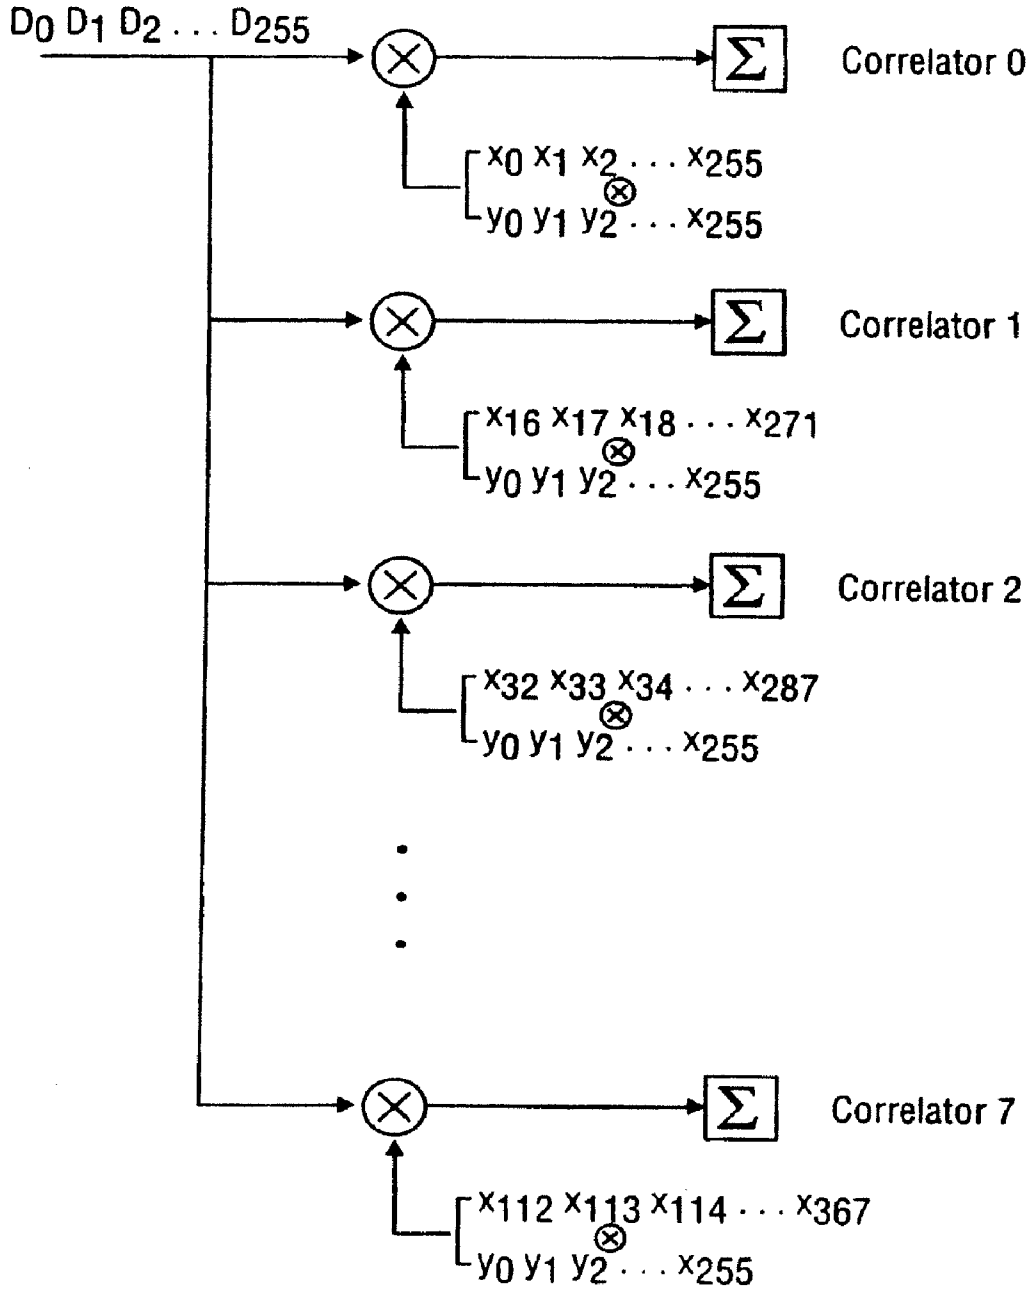 D0 D1 D2 ... D255
Σ
Correlator 0
x0 x1 x2 ... x255
y0 y1 y2 ... x255
Σ
Correlator 1
x16 x17 x18 ... x271
y0 y1 y2 ... x255
Σ
Correlator 2
x32 x33 x34 ... x287
y0 y1 y2 ... x255
Σ
Correlator 7
x112 x113 x114 ... x367
y0 y1 y2 ... x255